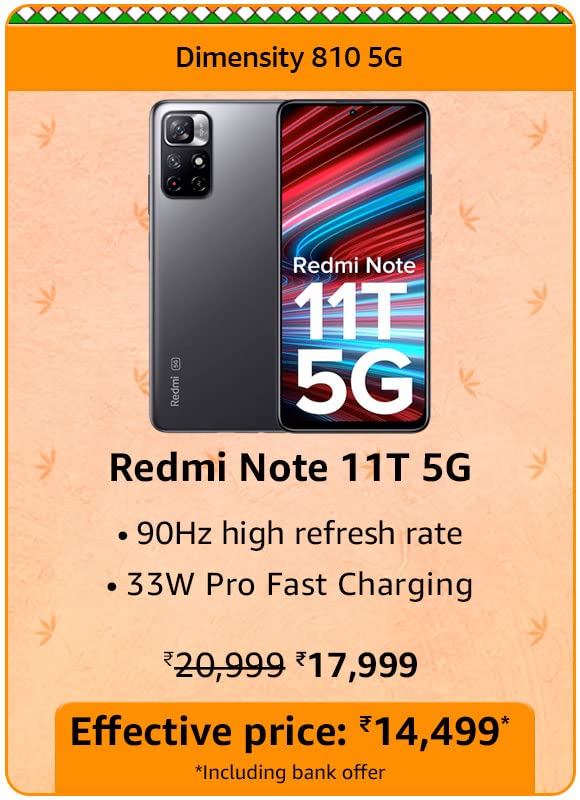 Dimensity 810 5G
Redmi 5G
Redmi Note
11T
5G
Redmi Note 11T 5G
• 90Hz high refresh rate
• 33W Pro Fast Charging
₹20,999 ₹17,999
Effective price: ₹14,499*
*Including bank offer